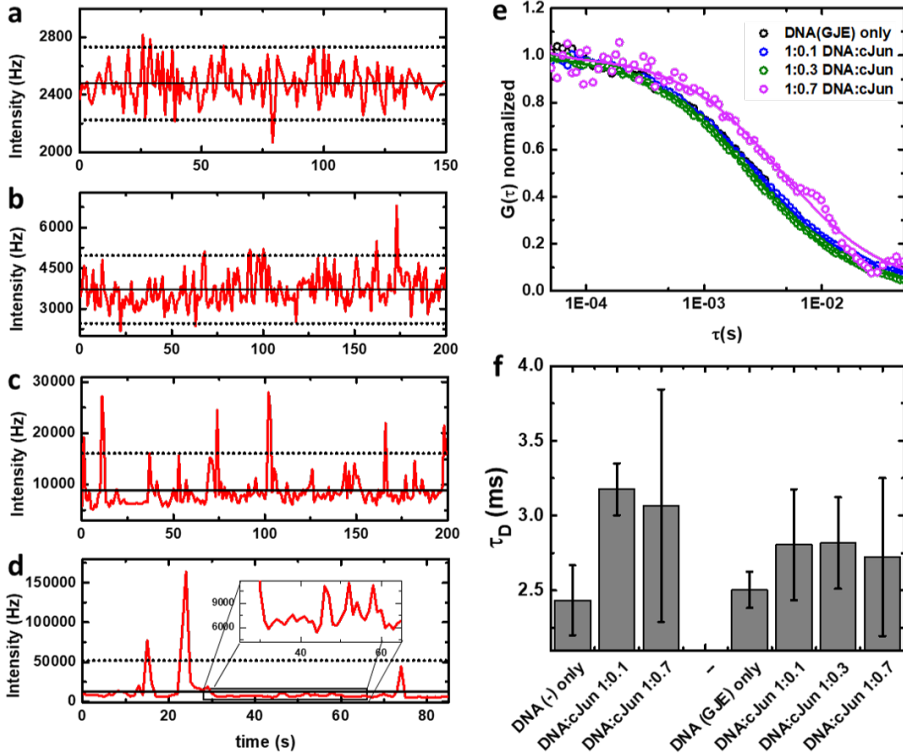 a
Intensity (Hz)
2800
2400
2000
0 50 100 150
b
Intensity (Hz)
6000
4500
3000
0 50 100 150 200
c
Intensity (Hz)
30000
20000
10000
0 50 100 150 200
d
Intensity (Hz)
150000
100000
50000
0
9000
6000
40 60
0 20 40 60 80
time (s)
e
G(τ) normalized
1.2
1.0
0.8
0.6
0.4
0.2
0.0
DNA(GJE) only
1:0.1 DNA:cJun
1:0.3 DNA:cJun
1:0.7 DNA:cJun
1E-04 1E-03 1E-02
τ(s)
f
τD (ms)
4.0
3.5
3.0
2.5
DNA (-) only
DNA:cJun 1:0.1
DNA:cJun 1:0.7
–
DNA (GJE) only
DNA:cJun 1:0.1
DNA:cJun 1:0.3
DNA:cJun 1:0.7